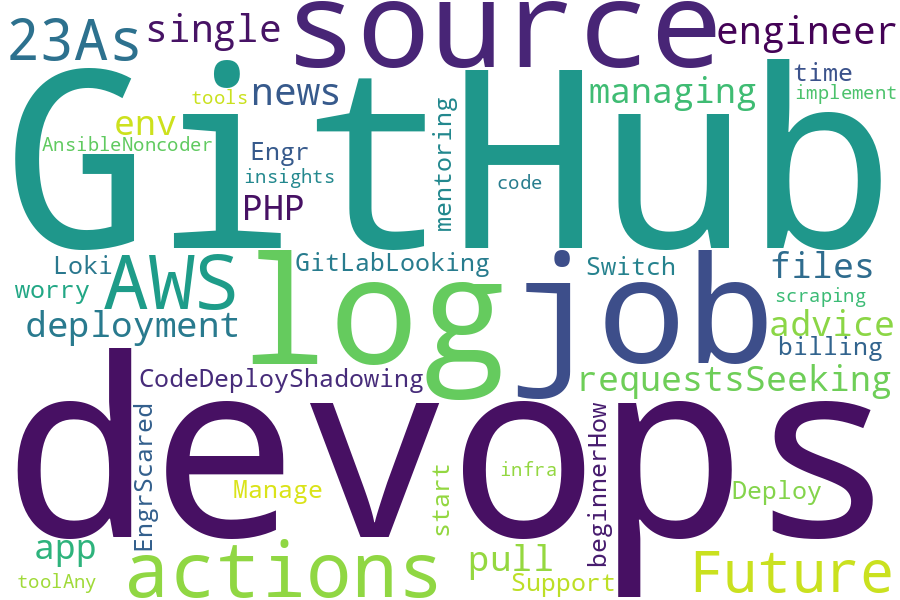 source
23As
single
engineer
GitHub
news
tools
env
AnsibleNoncoder
Engr
insights
PHP
mentoring
code
managing
time
implement
Loki
worry
AWS
deployment
log
GitLabLooking
job
Switch
files
scraping
advice
billing
CodeDeployShadowing
requestsSeeking
devops
EngrScared
Manage
start
infra
beginnerHow
Deploy
app
toolAny
actions
pull
Support
Future